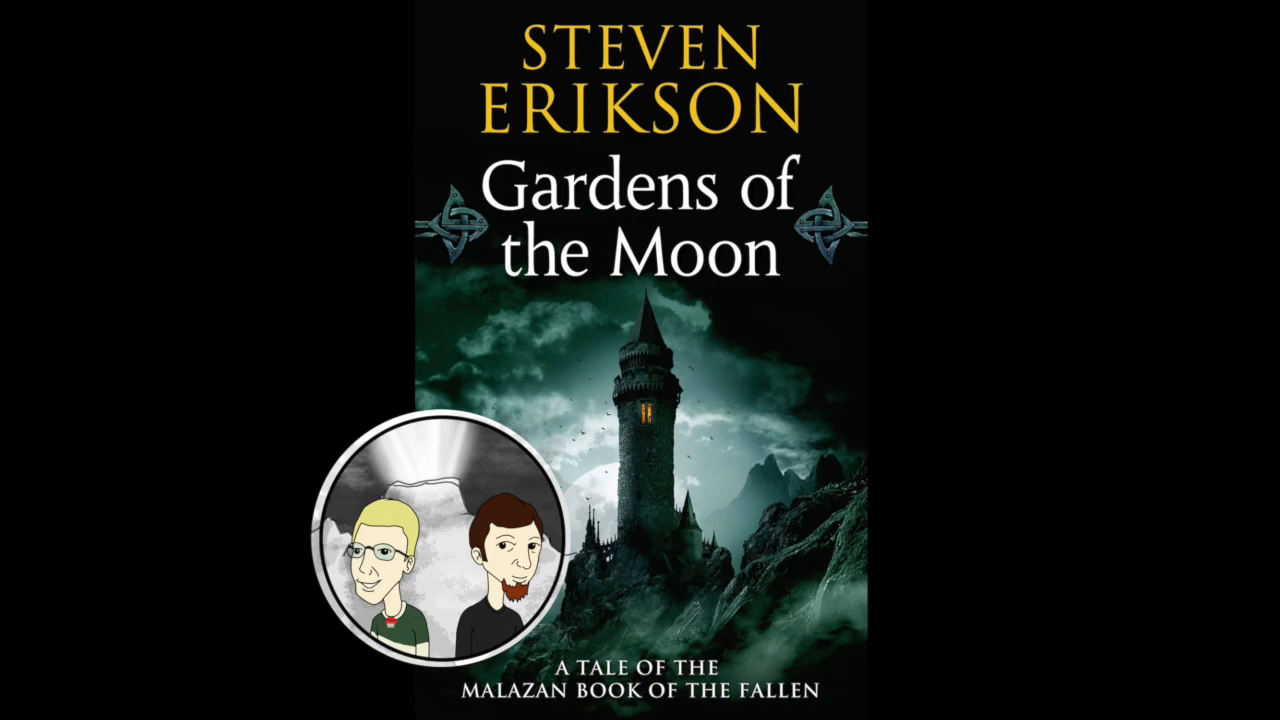 STEVEN
ERIKSON
Gardens of
the Moon
A TALE OF THE
MALAZAN BOOK OF THE FALLEN